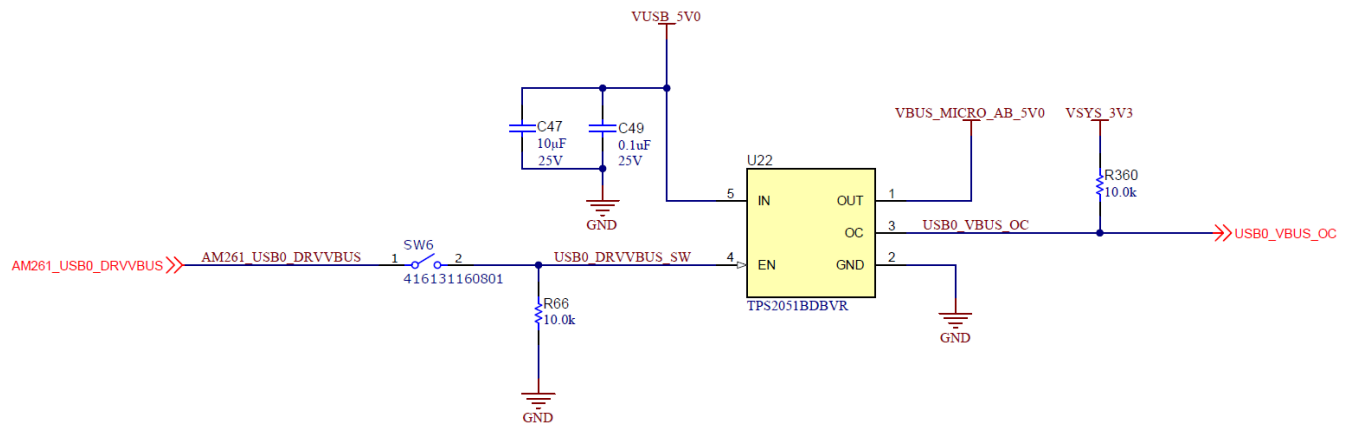 VUSB_5V0
C47
10µF
25V
C49
0.1uF
25V
GND
VBUS_MICRO_AB_5V0
VSYS_3V3
R360
10.0k
U22
5 IN OUT 1
OC 3 USB0_VBUS_OC
USB0_VBUS_OC
4 EN GND 2
TPS2051BDBVR
GND
AM261_USB0_DRVVBUS
AM261_USB0_DRVVBUS
SW6
1 2
416131160801
USB0_DRVVBUS_SW
R66
10.0k
GND